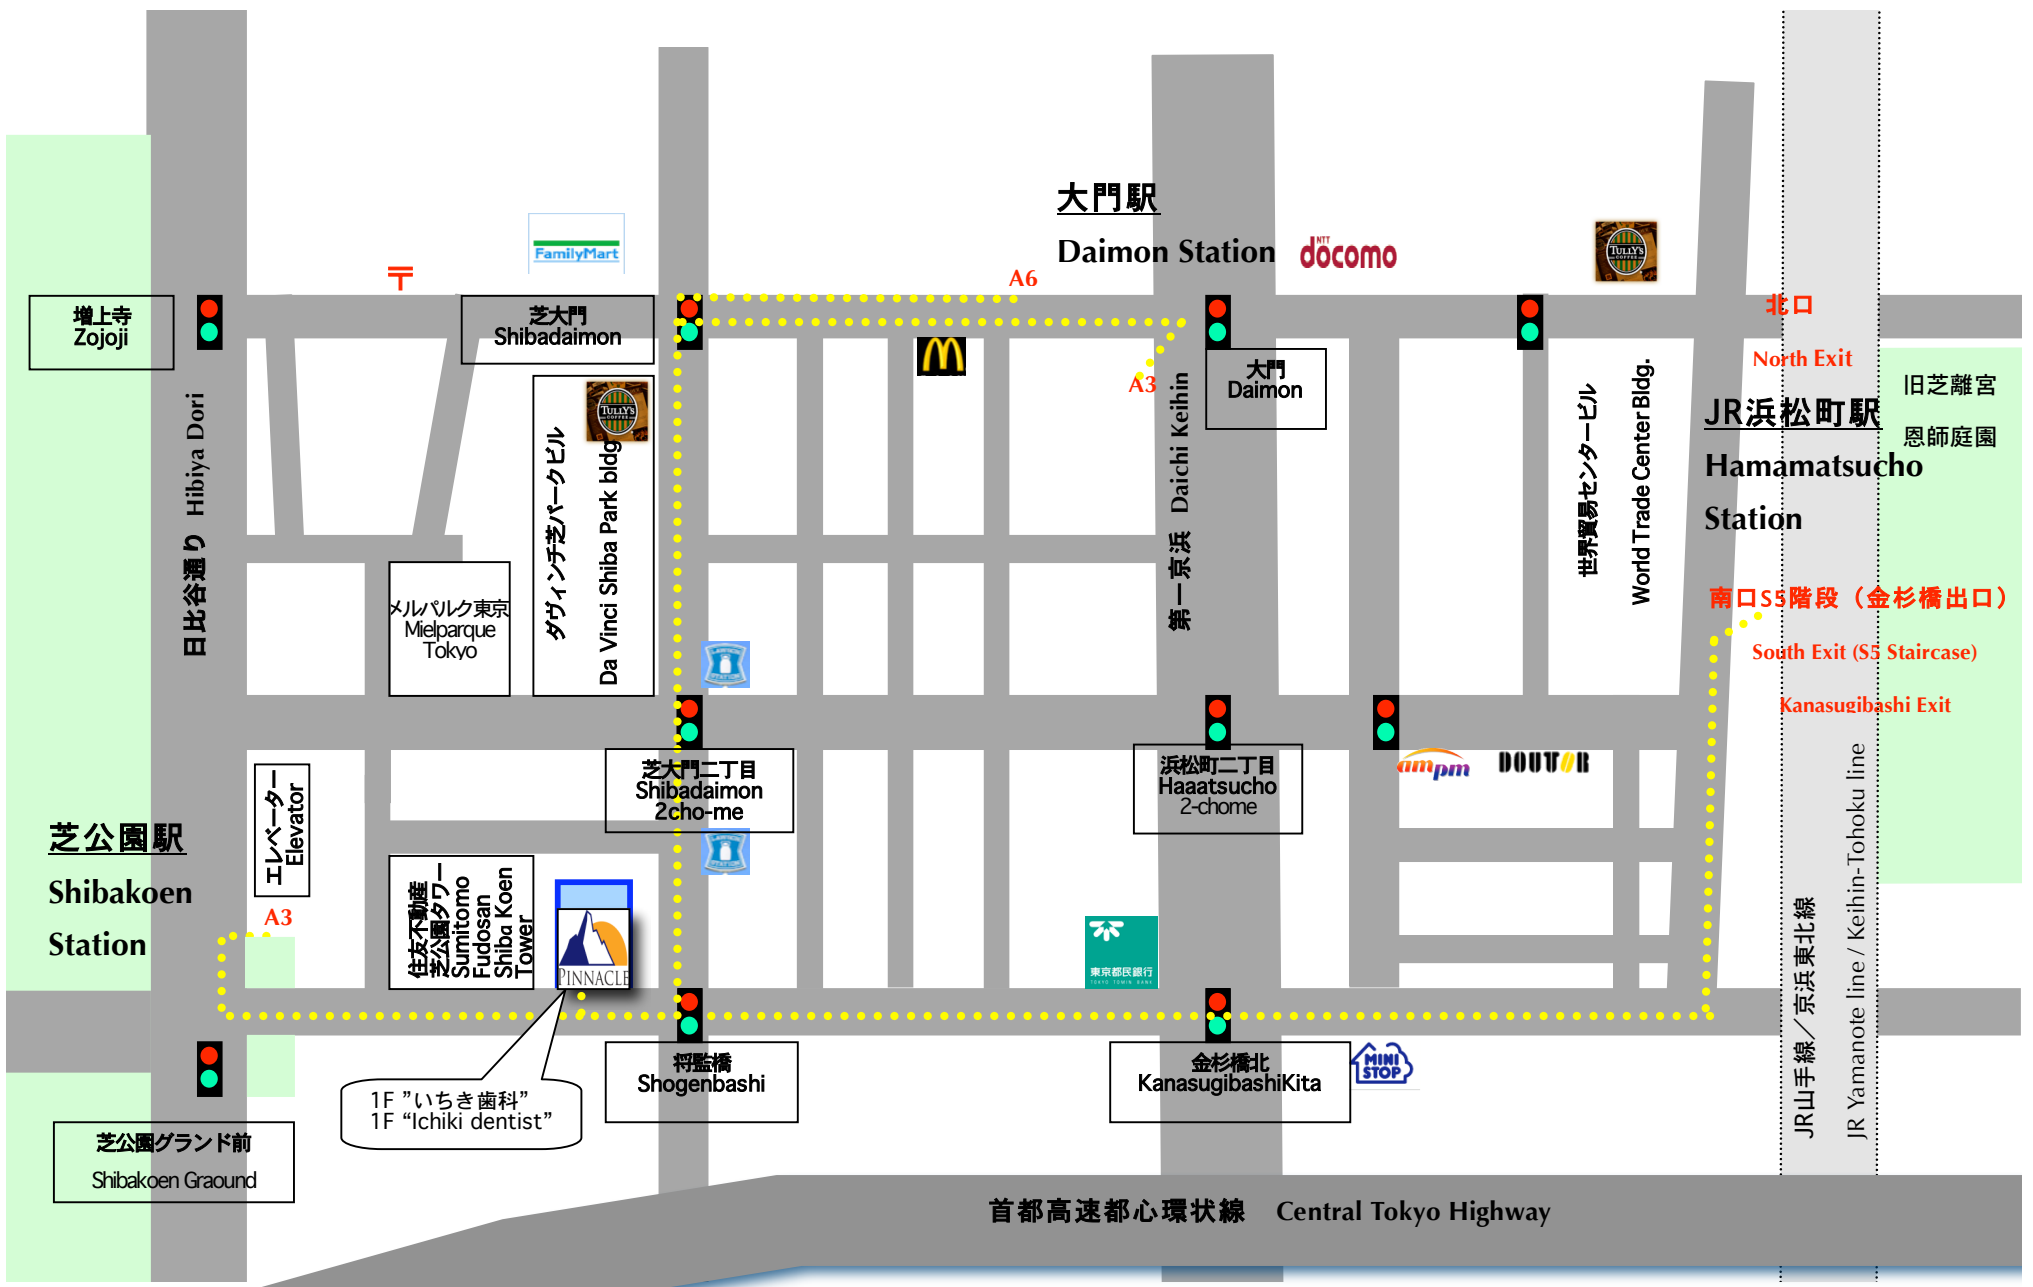 大門駅
Daimon Station
NTT
döcomo
TULLY'S
COFFEE
FamilyMart
〒
A6
増上寺
Zojoji
芝大門
Shibadaimon
北口
North Exit
A3
大門
Daimon
旧芝離宮
恩師庭園
JR浜松町駅
Hamamatsucho
Station
日比谷通り Hibiya Dori
ダヴィンチ芝パークビル
Da Vinci Shiba Park bldg
TULLY'S
COFFEE
第一京浜 Daichi Keihin
世界貿易センタービル
World Trade Center Bldg.
メルパルク東京
Mielparque
Tokyo
南口S5階段（金杉橋出口）
South Exit (S5 Staircase)
Kanasugibashi Exit
芝大門二丁目
Shibadaimon
2cho-me
浜松町二丁目
Haaatsucho
2-chome
ampm
DOUTOR
エレベーター
Elevator
芝公園駅
Shibakoen
Station
A3
住友不動産
芝公園タワー
Sumitomo
Fudosan
Shiba Koen
Tower
PINNACLE
東京都民銀行
TOKYO TOMIN BANK
JR山手線／京浜東北線
JR Yamanote line / Keihin-Tohoku line
将監橋
Shogenbashi
金杉橋北
KanasugibashiKita
MINI
STOP
1F ”いちき歯科”
1F “Ichiki dentist”
芝公園グランド前
Shibakoen Graound
首都高速都心環状線 Central Tokyo Highway